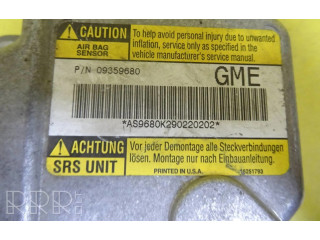 CAUTION
AIR BAG
SENSOR
To help avoid personal injury due to unwanted
inflation, service only as specified in the
vehicle manufacturer's service manual.
P/N 09359680
GME
*AS9680K290220202*
ACHTUNG
SRS UNIT
Vor jeder Demontage alle Steckverbindungen
lösen. Montage nur nach Einbauanleitung.
PRINTED IN U.S.A.
RRR